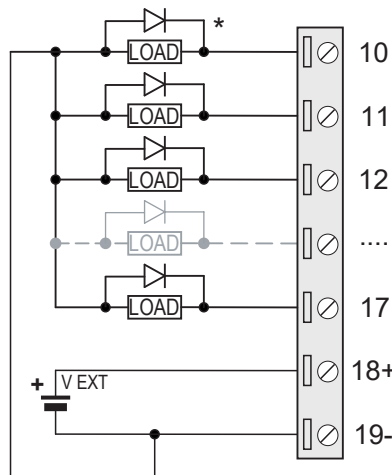 *
LOAD 10
LOAD 11
LOAD 12
LOAD ....
LOAD 17
+ V EXT 18+
19-